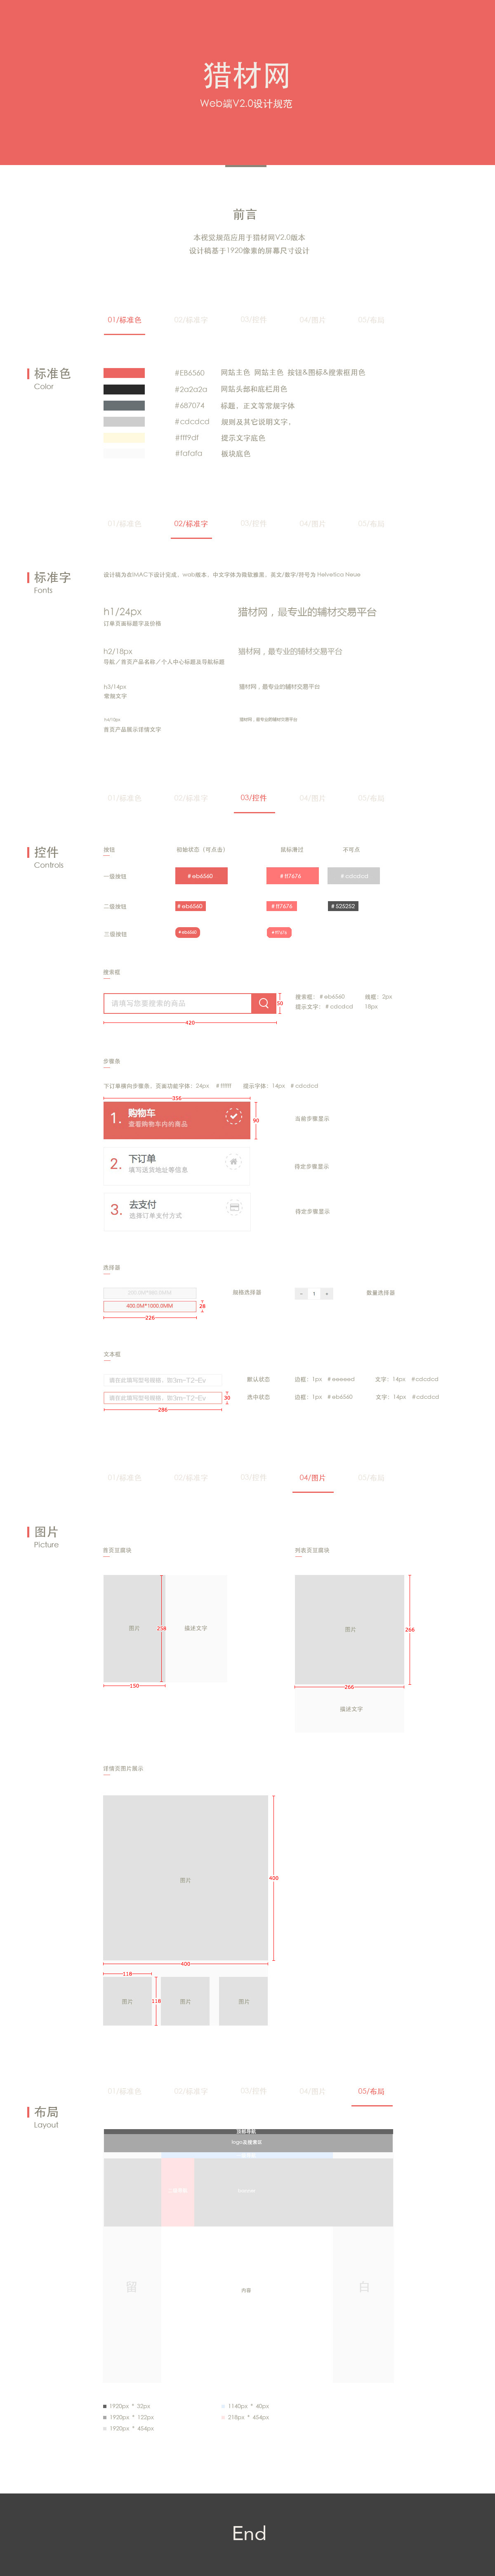 猎材网
Web端V2.0设计规范
前言
本视觉规范应用于猎材网V2.0版本
设计稿基于1920像素的屏幕尺寸设计
01/标准色 02/标准字 03/控件 04/图片 05/布局
标准色
Color
#EB6560 网站主色 网站主色 按钮&图标&搜索框用色
#2a2a2a 网站头部和底栏用色
#6B7074 标题、正文等常规字体
#cdcdcd 规则及其它说明文字。
#fff9df 提示文字底色
#fafafa 板块底色
01/标准色 02/标准字 03/控件 04/图片 05/布局
标准字
Fonts
设计稿为在IMAC下设计完成，web版本，中文字体为微软雅黑，英文/数字/符号为 Helvetica Neue
h1/24px 猎材网，最专业的辅材交易平台
订单页面标题字及价格
h2/18px 猎材网，最专业的辅材交易平台
导航／首页产品名称／个人中心标题及导航标题
h3/14px 猎材网，最专业的辅材交易平台
常规文字
h4/12px 猎材网，最专业的辅材交易平台
首页产品展示详情文字
01/标准色 02/标准字 03/控件 04/图片 05/布局
控件
Controls
按钮 初始状态（可点击） 鼠标滑过 不可点
一级按钮 # eb6560 # ff7676 # cdcdcd
二级按钮 # eb6560 # ff7676 # 525252
三级按钮 # eb6560 # ff7676
搜索框
请填写您要搜索的商品 50 搜索框： # eb6560 线框： 2px
提示文字： # cdcdcd 18px
420
步骤条
下订单横向步骤条，页面功能字体：24px # ffffff 提示字体：14px # cdcdcd
356
1. 购物车 90 当前步骤显示
查看购物车内的商品
2. 下订单 待定步骤显示
填写送货地址等信息
3. 去支付 待定步骤显示
选择订单支付方式
选择器
规格选择器 - 1 + 数量选择器
400.0M*1000.0MM 28
226
文本框
请在此填写型号规格，如3m-T2-Ev 默认状态 边框： 1px # eeeeed 文字： 14px #cdcdcd
请在此填写型号规格，如3m-T2-Ev 30 选中状态 边框： 1px # eb6560 文字： 14px #cdcdcd
286
01/标准色 02/标准字 03/控件 04/图片 05/布局
图片
Picture
首页豆腐块 列表页豆腐块
图片 258 描述文字 图片 266
150 266
描述文字
详情页图片展示
图片 400
400
118
图片 118 图片 图片
01/标准色 02/标准字 03/控件 04/图片 05/布局
布局
Layout
顶部导航
logo及搜索区
留 内容 白
1920px * 32px 1140px * 40px
1920px * 122px 218px * 454px
1920px * 454px
End